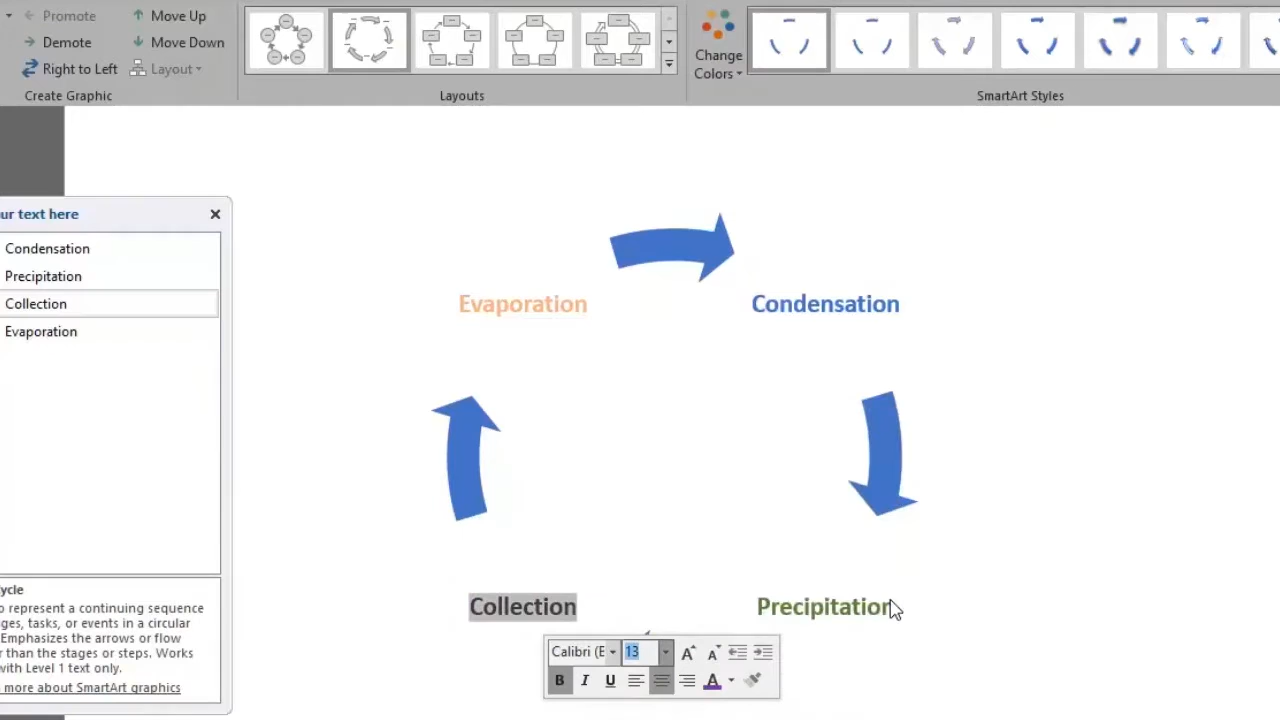 Promote
Move Up
Demote
Move Down
Right to Left
Layout
Create Graphic
Layouts
Change
Colors
SmartArt Styles
ur text here
Condensation
Precipitation
Collection
Evaporation
ycle
o represent a continuing sequence
ges, tasks, or events in a circular
Emphasizes the arrows or flow
r than the stages or steps. Works
with Level 1 text only.
more about SmartArt graphics
Evaporation
Condensation
Collection
Precipitation
Calibri (E
13
A
A
B
I
U
A